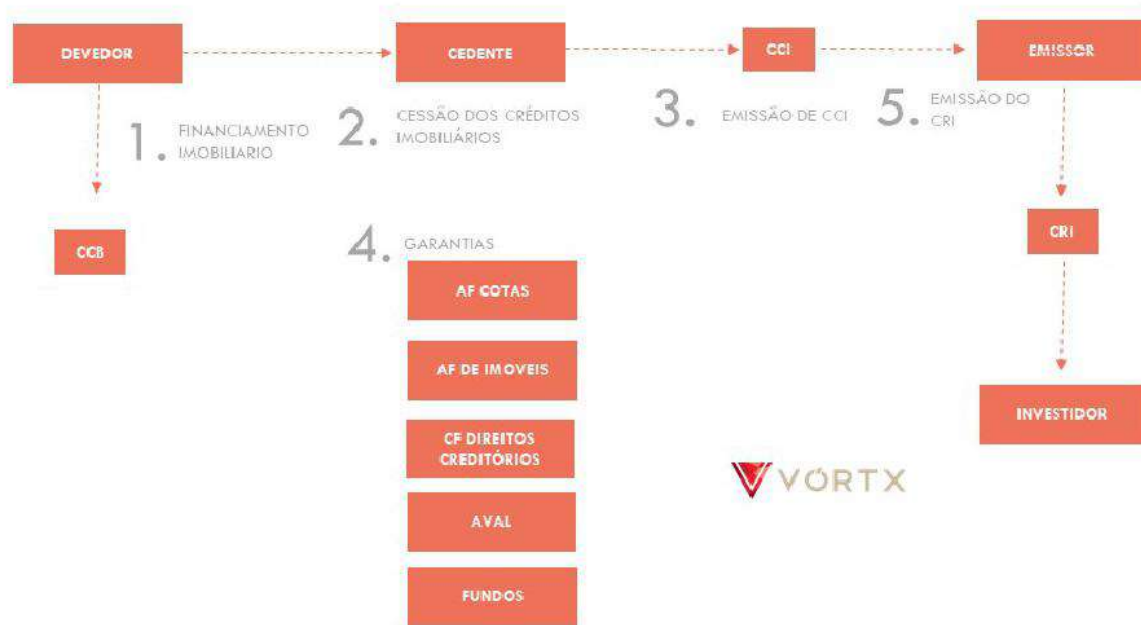 DEVEDOR
CEDENTE
CCI
EMISSOR
1. FINANCIAMENTO
IMOBILIARIO
2. CESSÃO DOS CRÉDITOS
IMOBILIÁRIOS
3. EMISSÃO DE CCI
5. EMISSÃO DO
CRI
CCB
CRI
4. GARANTIAS
AF COTAS
AF DE IMOVEIS
CF DIREITOS
CREDITÓRIOS
AVAL
FUNDOS
INVESTIDOR
VÓRTX